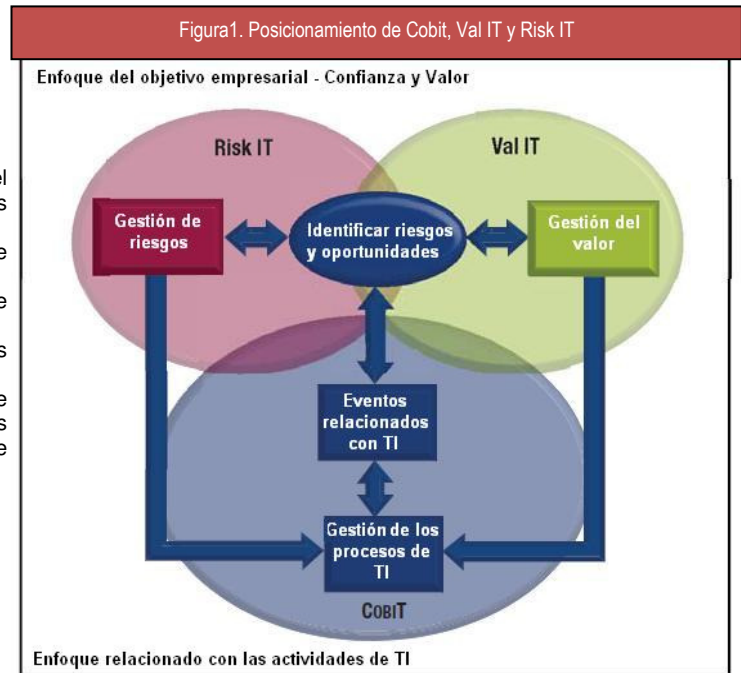 Figura1. Posicionamiento de Cobit, Val IT y Risk IT
Enfoque del objetivo empresarial - Confianza y Valor
Risk IT
Val IT
Gestión de
riesgos
Identificar riesgos
y oportunidades
Gestión del
valor
Eventos
relacionados
con TI
Gestión de los
procesos de
TI
COBIT
Enfoque relacionado con las actividades de TI
el
s
e
e
s
e
s
e